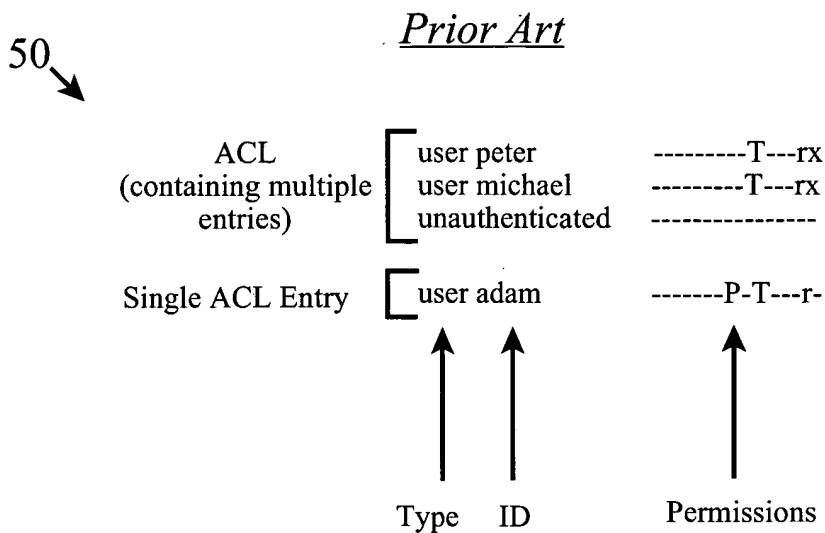 Prior Art
50
ACL
(containing multiple
entries)
user peter ---------T---rx
user michael ---------T---rx
unauthenticated ----------------
Single ACL Entry
user adam -------P-T---r-
Type ID Permissions